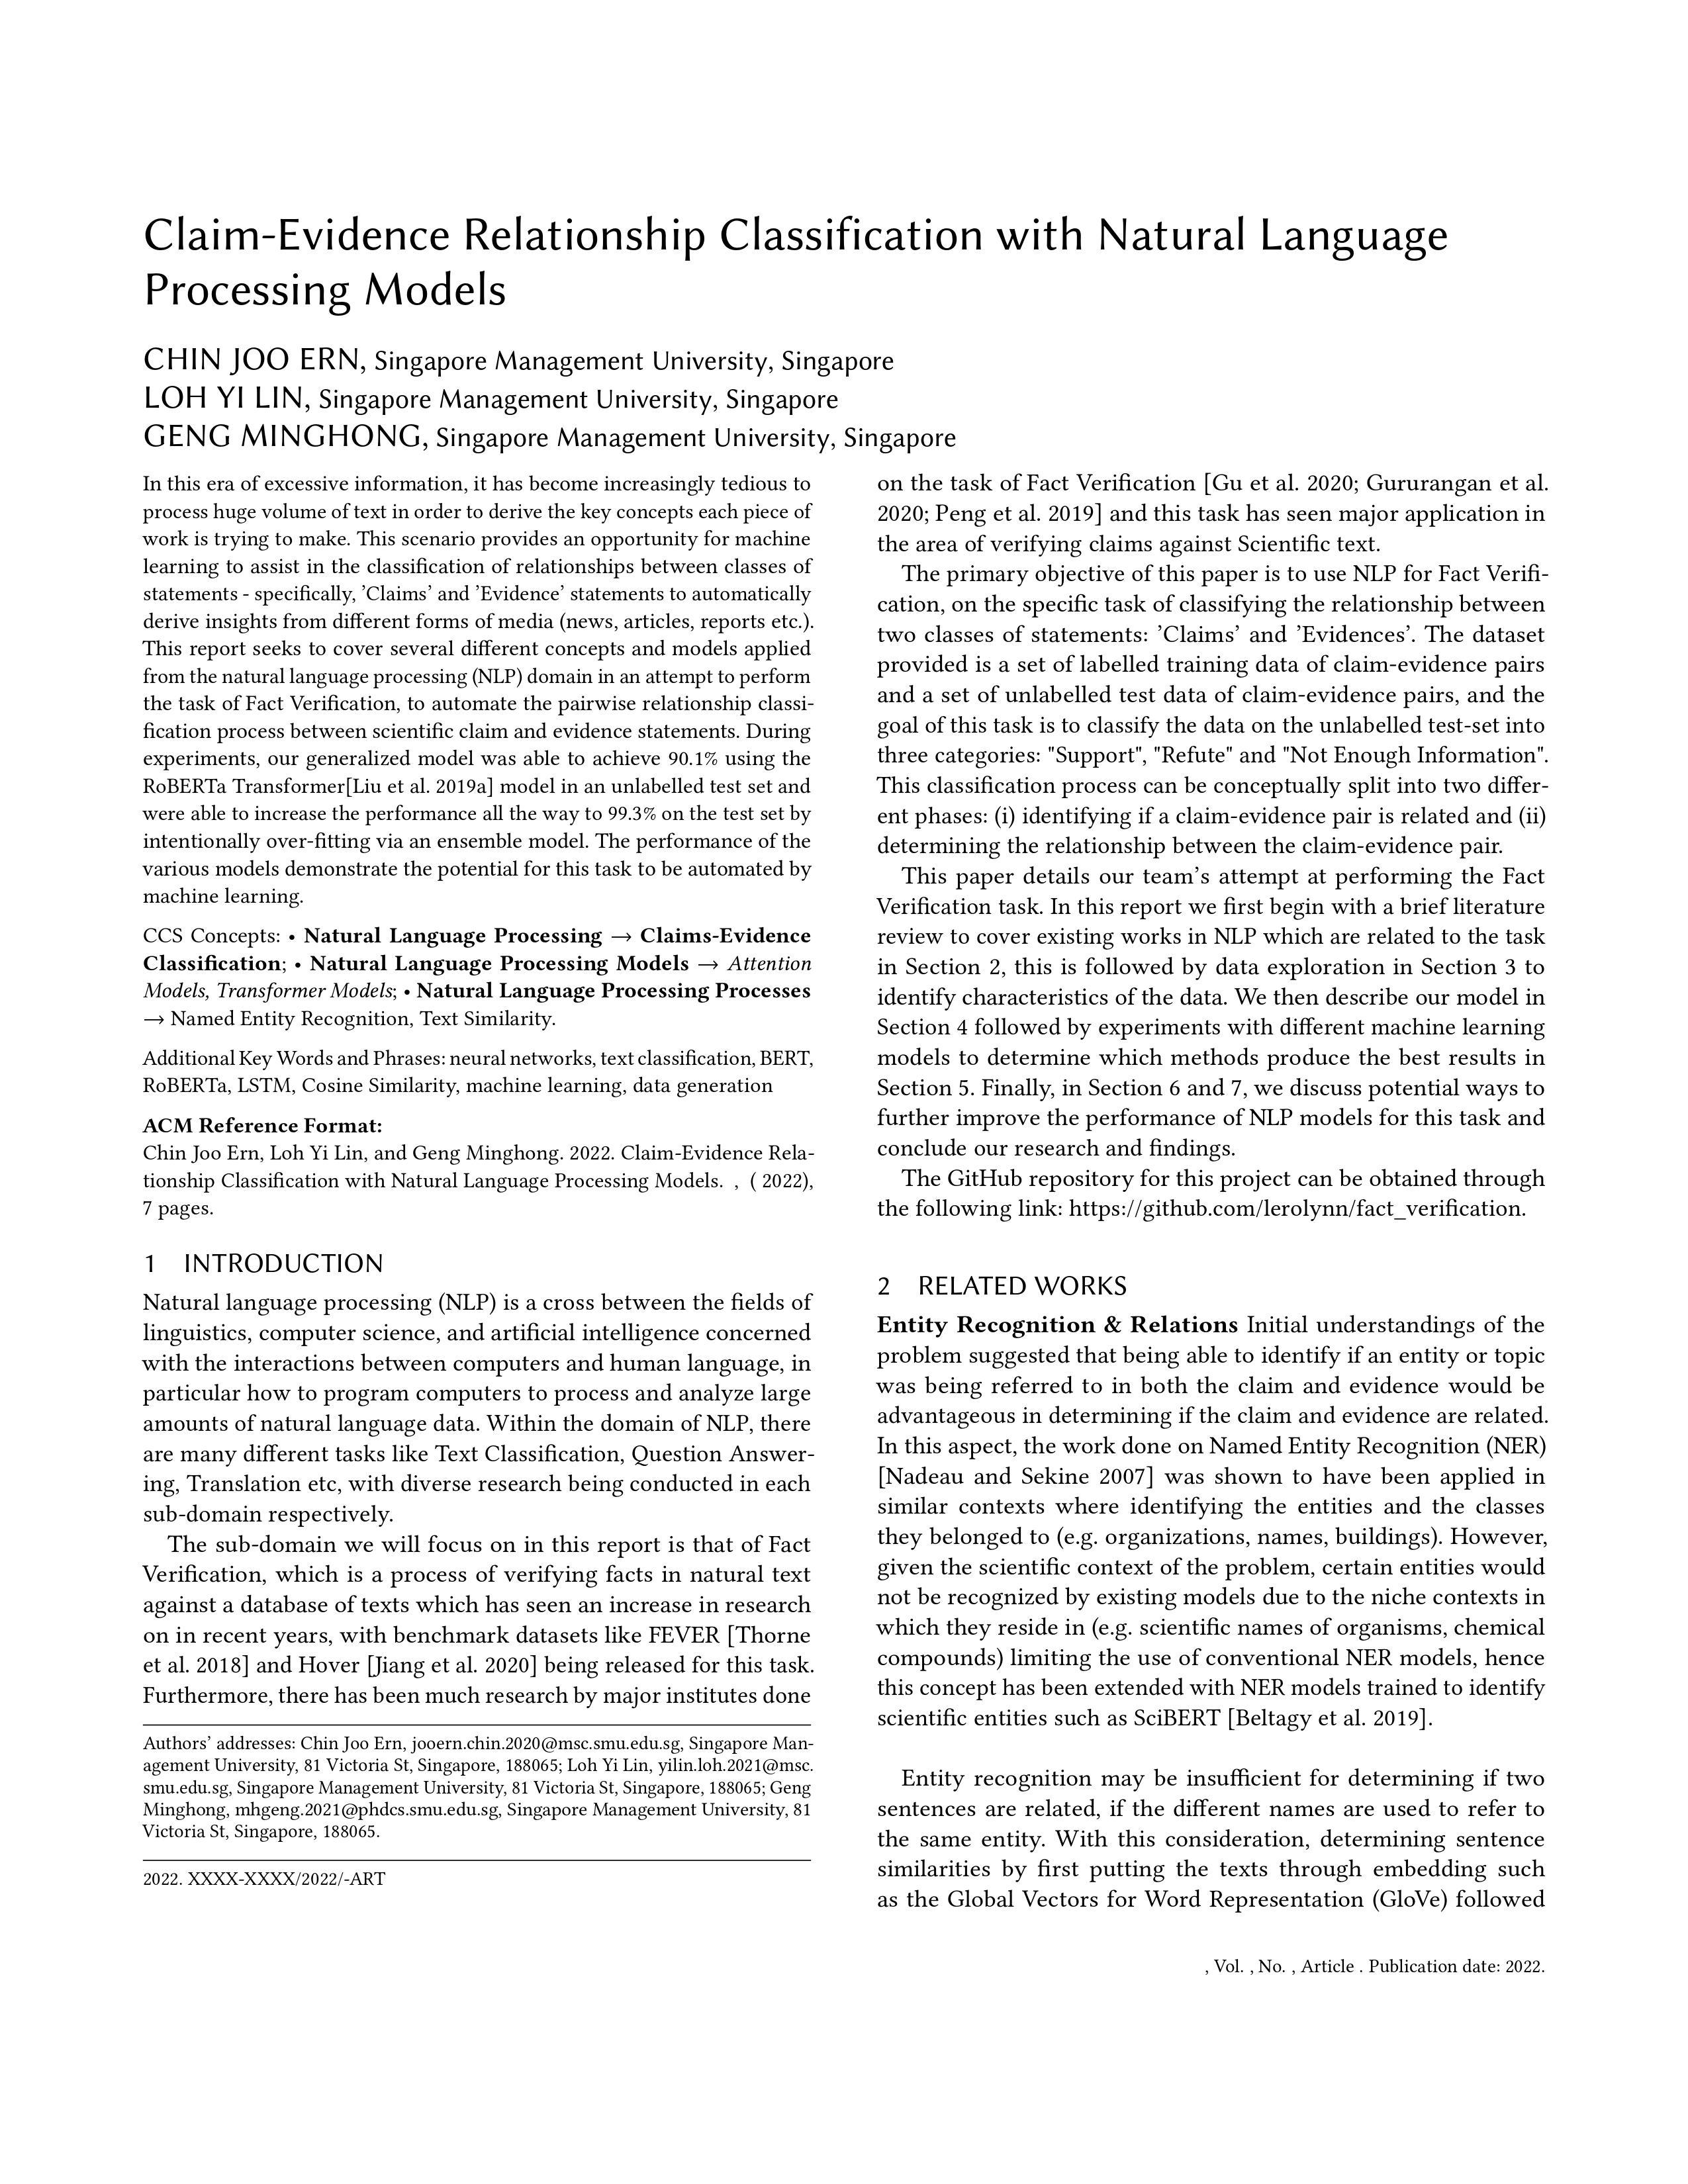 Claim-Evidence Relationship Classification with Natural Language
Processing Models
CHIN JOO ERN, Singapore Management University, Singapore
LOH YI LIN, Singapore Management University, Singapore
GENG MINGHONG, Singapore Management University, Singapore
In this era of excessive information, it has become increasingly tedious to
process huge volume of text in order to derive the key concepts each piece of
work is trying to make. This scenario provides an opportunity for machine
learning to assist in the classification of relationships between classes of
statements - specifically, 'Claims' and 'Evidence' statements to automatically
derive insights from different forms of media (news, articles, reports etc.).
This report seeks to cover several different concepts and models applied
from the natural language processing (NLP) domain in an attempt to perform
the task of Fact Verification, to automate the pairwise relationship classi-
fication process between scientific claim and evidence statements. During
experiments, our generalized model was able to achieve 90.1% using the
RoBERTa Transformer[Liu et al. 2019a] model in an unlabelled test set and
were able to increase the performance all the way to 99.3% on the test set by
intentionally over-fitting via an ensemble model. The performance of the
various models demonstrate the potential for this task to be automated by
machine learning.
CCS Concepts: • Natural Language Processing → Claims-Evidence
Classification; • Natural Language Processing Models → Attention
Models, Transformer Models; • Natural Language Processing Processes
→ Named Entity Recognition, Text Similarity.
Additional Key Words and Phrases: neural networks, text classification, BERT,
RoBERTa, LSTM, Cosine Similarity, machine learning, data generation
ACM Reference Format:
Chin Joo Ern, Loh Yi Lin, and Geng Minghong. 2022. Claim-Evidence Rela-
tionship Classification with Natural Language Processing Models. , ( 2022),
7 pages.
1 INTRODUCTION
Natural language processing (NLP) is a cross between the fields of
linguistics, computer science, and artificial intelligence concerned
with the interactions between computers and human language, in
particular how to program computers to process and analyze large
amounts of natural language data. Within the domain of NLP, there
are many different tasks like Text Classification, Question Answer-
ing, Translation etc, with diverse research being conducted in each
sub-domain respectively.
The sub-domain we will focus on in this report is that of Fact
Verification, which is a process of verifying facts in natural text
against a database of texts which has seen an increase in research
on in recent years, with benchmark datasets like FEVER [Thorne
et al. 2018] and Hover [Jiang et al. 2020] being released for this task.
Furthermore, there has been much research by major institutes done
Authors' addresses: Chin Joo Ern, jooern.chin.2020@msc.smu.edu.sg, Singapore Man-
agement University, 81 Victoria St, Singapore, 188065; Loh Yi Lin, yilin.loh.2021@msc.
smu.edu.sg, Singapore Management University, 81 Victoria St, Singapore, 188065; Geng
Minghong, mhgeng.2021@phdcs.smu.edu.sg, Singapore Management University, 81
Victoria St, Singapore, 188065.
2022. XXXX-XXXX/2022/-ART
on the task of Fact Verification [Gu et al. 2020; Gururangan et al.
2020; Peng et al. 2019] and this task has seen major application in
the area of verifying claims against Scientific text.
The primary objective of this paper is to use NLP for Fact Verifi-
cation, on the specific task of classifying the relationship between
two classes of statements: 'Claims' and 'Evidences'. The dataset
provided is a set of labelled training data of claim-evidence pairs
and a set of unlabelled test data of claim-evidence pairs, and the
goal of this task is to classify the data on the unlabelled test-set into
three categories: "Support", "Refute" and "Not Enough Information".
This classification process can be conceptually split into two differ-
ent phases: (i) identifying if a claim-evidence pair is related and (ii)
determining the relationship between the claim-evidence pair.
This paper details our team's attempt at performing the Fact
Verification task. In this report we first begin with a brief literature
review to cover existing works in NLP which are related to the task
in Section 2, this is followed by data exploration in Section 3 to
identify characteristics of the data. We then describe our model in
Section 4 followed by experiments with different machine learning
models to determine which methods produce the best results in
Section 5. Finally, in Section 6 and 7, we discuss potential ways to
further improve the performance of NLP models for this task and
conclude our research and findings.
The GitHub repository for this project can be obtained through
the following link: https://github.com/lerolynn/fact_verification.
2 RELATED WORKS
Entity Recognition & Relations Initial understandings of the
problem suggested that being able to identify if an entity or topic
was being referred to in both the claim and evidence would be
advantageous in determining if the claim and evidence are related.
In this aspect, the work done on Named Entity Recognition (NER)
[Nadeau and Sekine 2007] was shown to have been applied in
similar contexts where identifying the entities and the classes
they belonged to (e.g. organizations, names, buildings). However,
given the scientific context of the problem, certain entities would
not be recognized by existing models due to the niche contexts in
which they reside in (e.g. scientific names of organisms, chemical
compounds) limiting the use of conventional NER models, hence
this concept has been extended with NER models trained to identify
scientific entities such as SciBERT [Beltagy et al. 2019].
Entity recognition may be insufficient for determining if two
sentences are related, if the different names are used to refer to
the same entity. With this consideration, determining sentence
similarities by first putting the texts through embedding such
as the Global Vectors for Word Representation (GloVe) followed
, Vol. , No. , Article . Publication date: 2022.